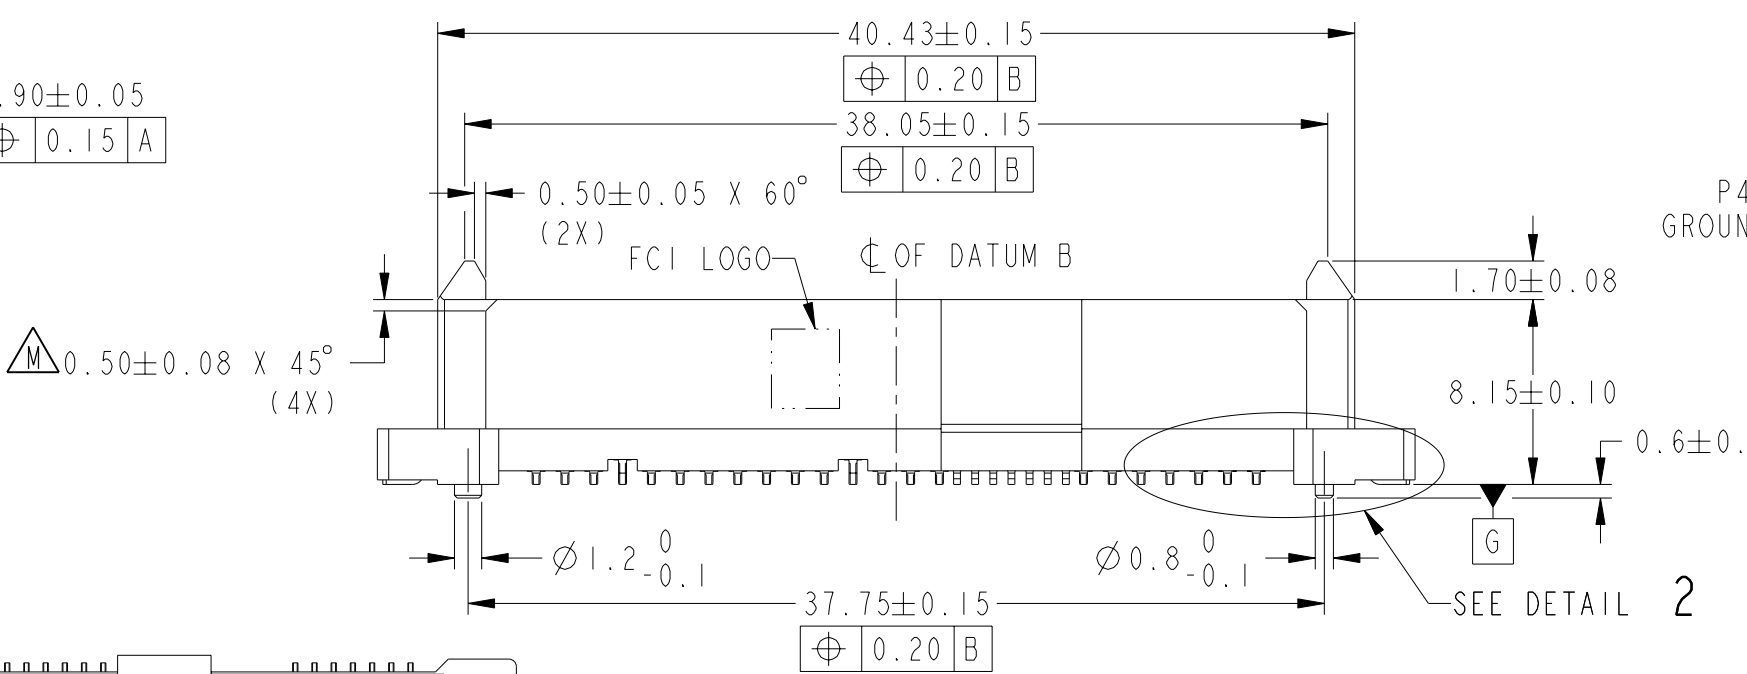 40.43±0.15
⌖ 0.20 B
.90±0.05
⌖ 0.15 A
38.05±0.15
⌖ 0.20 B
0.50±0.05 X 60°
(2X)
P4
GROUN
FCI LOGO
℄ OF DATUM B
1.70±0.08
M 0.50±0.08 X 45°
(4X)
8.15±0.10
0.6±0.
G
⌀1.2 0 -0.1
⌀0.8 0 -0.1
37.75±0.15
⌖ 0.20 B
SEE DETAIL 2